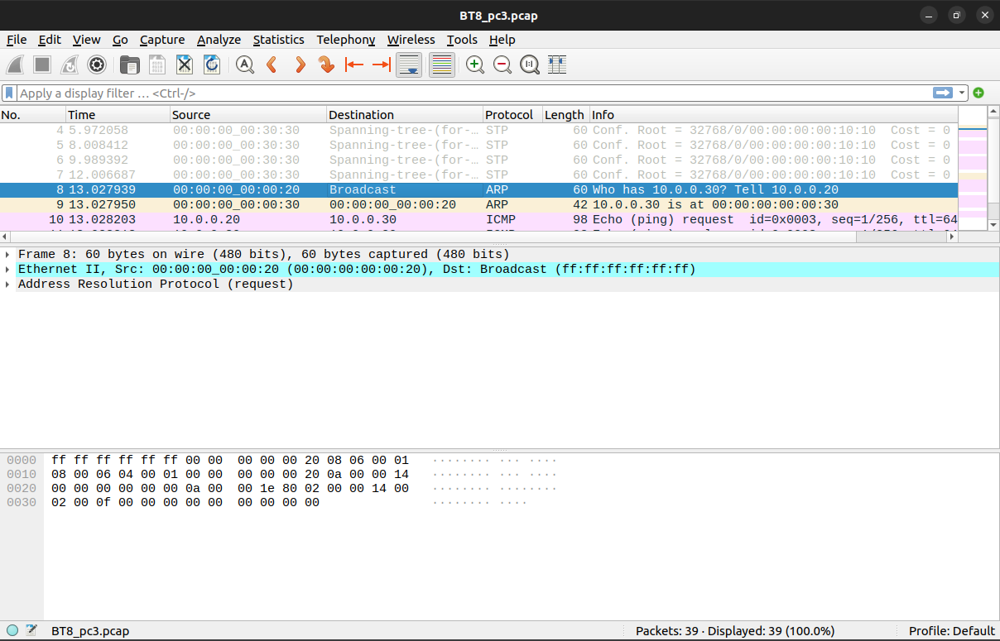 BT8_pc3.pcap
File Edit View Go Capture Analyze Statistics Telephony Wireless Tools Help
Apply a display filter … <Ctrl-/>
No. Time Source Destination Protocol Length Info
4 5.972058 00:00:00_00:30:30 Spanning-tree-(for-… STP 60 Conf. Root = 32768/0/00:00:00:00:10:10 Cost = 0
5 8.008412 00:00:00_00:30:30 Spanning-tree-(for-… STP 60 Conf. Root = 32768/0/00:00:00:00:10:10 Cost = 0
6 9.989392 00:00:00_00:30:30 Spanning-tree-(for-… STP 60 Conf. Root = 32768/0/00:00:00:00:10:10 Cost = 0
7 12.006687 00:00:00_00:30:30 Spanning-tree-(for-… STP 60 Conf. Root = 32768/0/00:00:00:00:10:10 Cost = 0
8 13.027939 00:00:00_00:00:20 Broadcast ARP 60 Who has 10.0.0.30? Tell 10.0.0.20
9 13.027950 00:00:00_00:00:30 00:00:00_00:00:20 ARP 42 10.0.0.30 is at 00:00:00:00:00:30
10 13.028203 10.0.0.20 10.0.0.30 ICMP 98 Echo (ping) request id=0x0003, seq=1/256, ttl=64
Frame 8: 60 bytes on wire (480 bits), 60 bytes captured (480 bits)
Ethernet II, Src: 00:00:00_00:00:20 (00:00:00:00:00:20), Dst: Broadcast (ff:ff:ff:ff:ff:ff)
Address Resolution Protocol (request)
0000 ff ff ff ff ff ff 00 00 00 00 00 20 08 06 00 01 ········ ··· ····
0010 08 00 06 04 00 01 00 00 00 00 00 20 0a 00 00 14 ········ ··· ····
0020 00 00 00 00 00 00 0a 00 00 1e 80 02 00 00 14 00 ········ ········
0030 02 00 0f 00 00 00 00 00 00 00 00 00 ········ ····
BT8_pc3.pcap Packets: 39 · Displayed: 39 (100.0%) Profile: Default